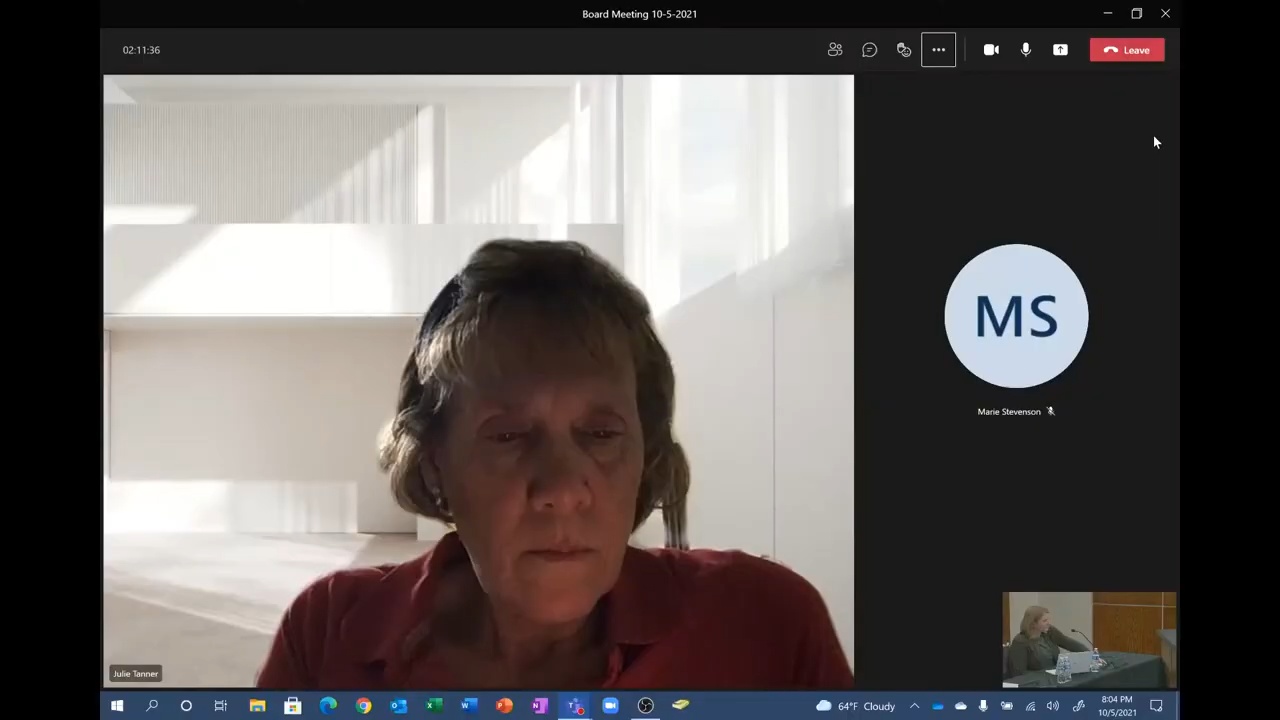 Board Meeting 10-5-2021
02:11:36
Leave
MS
Marie Stevenson
Julie Tanner
64°F Cloudy
8:04 PM
10/5/2021